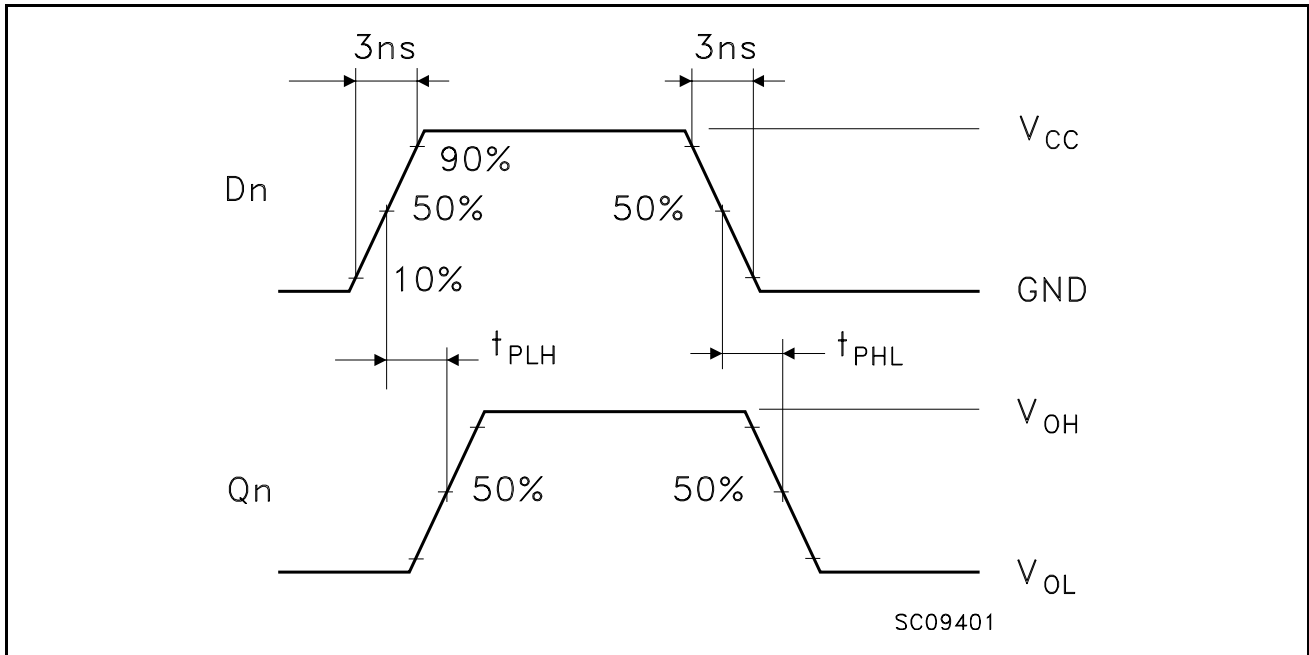 3ns 3ns
V_CC
90%
Dn
50% 50%
10%
GND
t_PLH t_PHL
V_OH
Qn
50% 50%
V_OL
SC09401